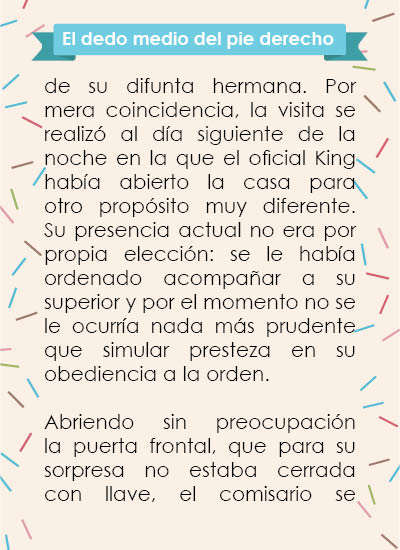 El dedo medio del pie derecho
de su difunta hermana. Por
mera coincidencia, la visita se
realizó al día siguiente de la
noche en la que el oficial King
había abierto la casa para
otro propósito muy diferente.
Su presencia actual no era por
propia elección: se le había
ordenado acompañar a su
superior y por el momento no se
le ocurría nada más prudente
que simular presteza en su
obediencia a la orden.
Abriendo sin preocupación
la puerta frontal, que para su
sorpresa no estaba cerrada
con llave, el comisario se